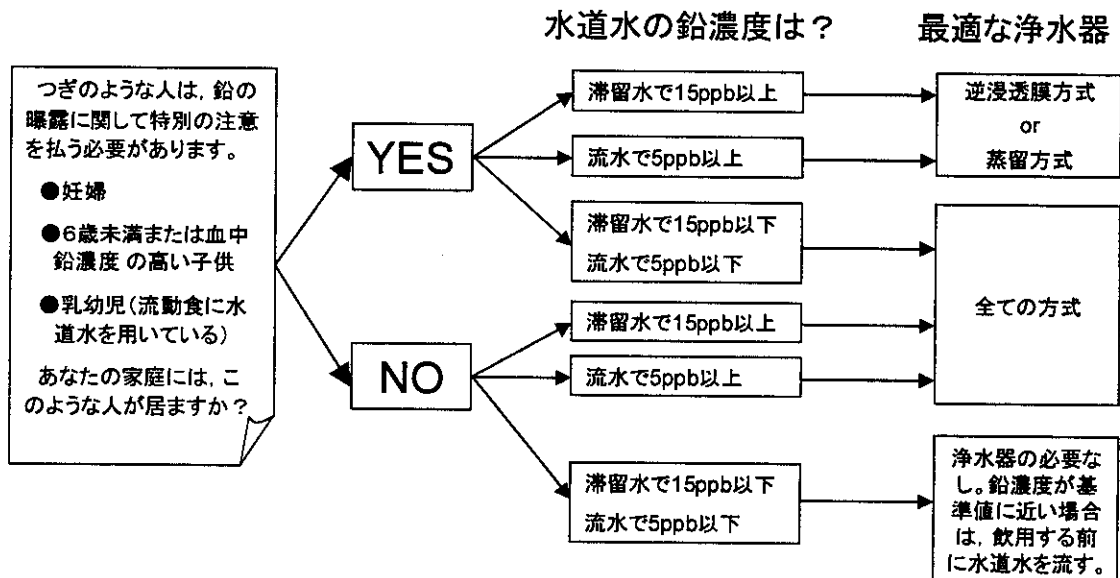 水道水の鉛濃度は？
最適な浄水器
つぎのような人は，鉛の
曝露に関して特別の注意
を払う必要があります。
●妊婦
●6歳未満または血中
鉛濃度 の高い子供
●乳幼児（流動食に水
道水を用いている）
あなたの家庭には，こ
のような人が居ますか？
YES
滞留水で15ppb以上
流水で5ppb以上
逆浸透膜方式
or
蒸留方式
滞留水で15ppb以下
流水で5ppb以下
NO
滞留水で15ppb以上
流水で5ppb以上
全ての方式
滞留水で15ppb以下
流水で5ppb以下
浄水器の必要な
し。鉛濃度が基
準値に近い場合
は，飲用する前
に水道水を流す。